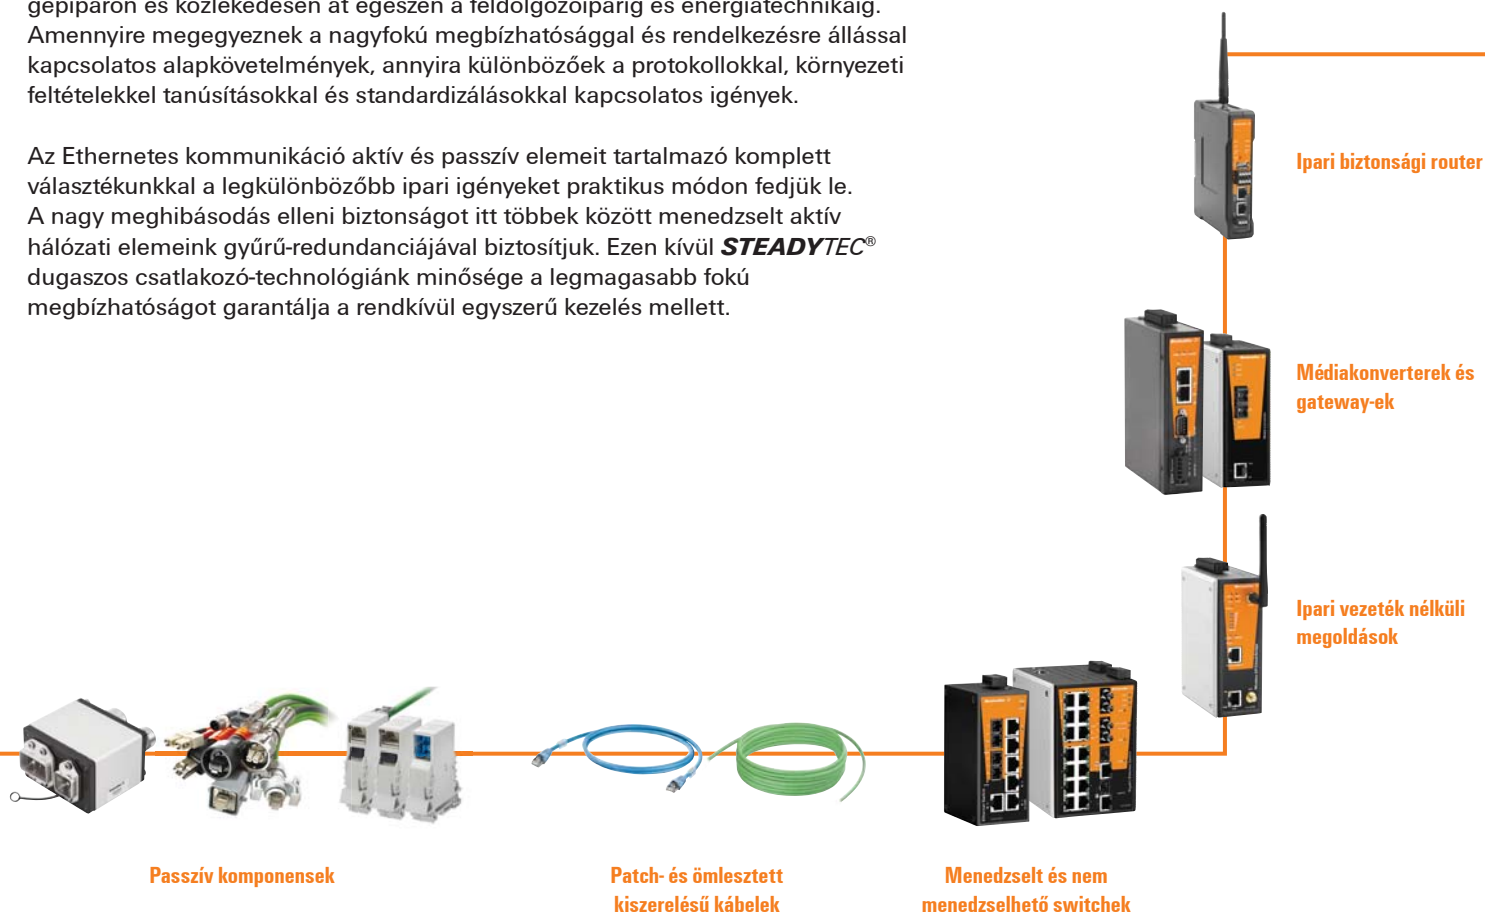 gépiparon és közlekedésen át egészen a feldolgozóiparig és energiatechnikáig.
Amennyire megegyeznek a nagyfokú megbízhatósággal és rendelkezésre állással
kapcsolatos alapkövetelmények, annyira különbözőek a protokollokkal, környezeti
feltételekkel tanúsításokkal és standardizálásokkal kapcsolatos igények.
Az Ethernetes kommunikáció aktív és passzív elemeit tartalmazó komplett
választékunkkal a legkülönbözőbb ipari igényeket praktikus módon fedjük le.
A nagy meghibásodás elleni biztonságot itt többek között menedzselt aktív
hálózati elemeink gyűrű-redundanciájával biztosítjuk. Ezen kívül STEADYTEC®
dugaszos csatlakozó-technológiánk minősége a legmagasabb fokú
megbízhatóságot garantálja a rendkívül egyszerű kezelés mellett.
Ipari biztonsági router
Médiakonverterek és
gateway-ek
Ipari vezeték nélküli
megoldások
Passzív komponensek
Patch- és ömlesztett
kiszerelésű kábelek
Menedzselt és nem
menedzselhető switchek